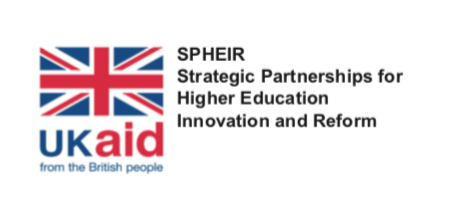 SPHEIR
Strategic Partnerships for
Higher Education
Innovation and Reform
UKaid
from the British people